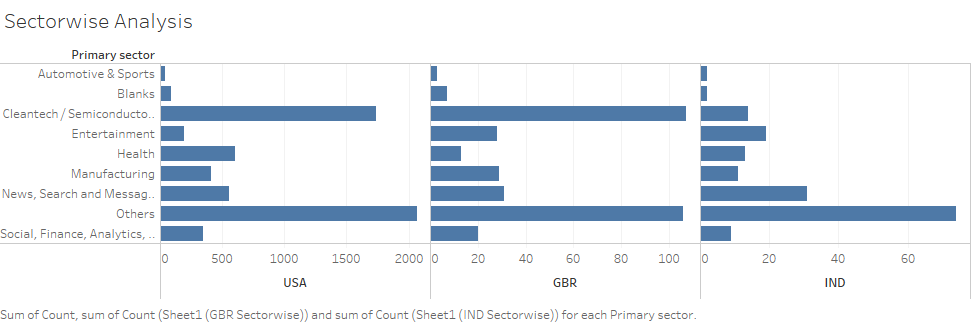 Sectorwise Analysis
Primary sector
Automotive & Sports
Blanks
Cleantech / Semiconducto..
Entertainment
Health
Manufacturing
News, Search and Messag..
Others
Social, Finance, Analytics, ..
0 500 1000 1500 2000 0 20 40 60 80 100 0 20 40 60
USA GBR IND
Sum of Count, sum of Count (Sheet1 (GBR Sectorwise)) and sum of Count (Sheet1 (IND Sectorwise)) for each Primary sector.